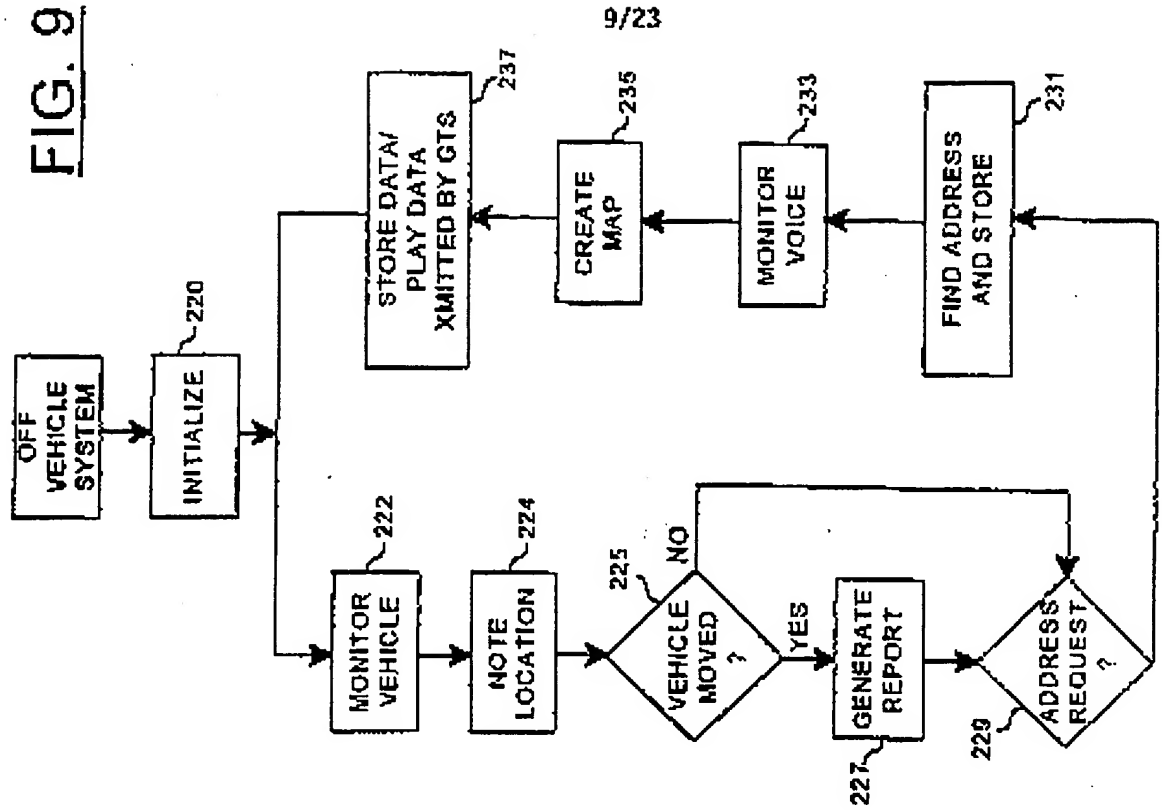 9/23
FIG. 9
OFF
VEHICLE
SYSTEM
220
INITIALIZE
222
MONITOR
VEHICLE
224
NOTE
LOCATION
225
VEHICLE
MOVED
?
NO
YES
GENERATE
REPORT
227
ADDRESS
REQUEST
?
229
FIND ADDRESS
AND STORE
231
MONITOR
VOICE
233
CREATE
MAP
235
STORE DATA/
PLAY DATA
XMITTED BY GTS
237